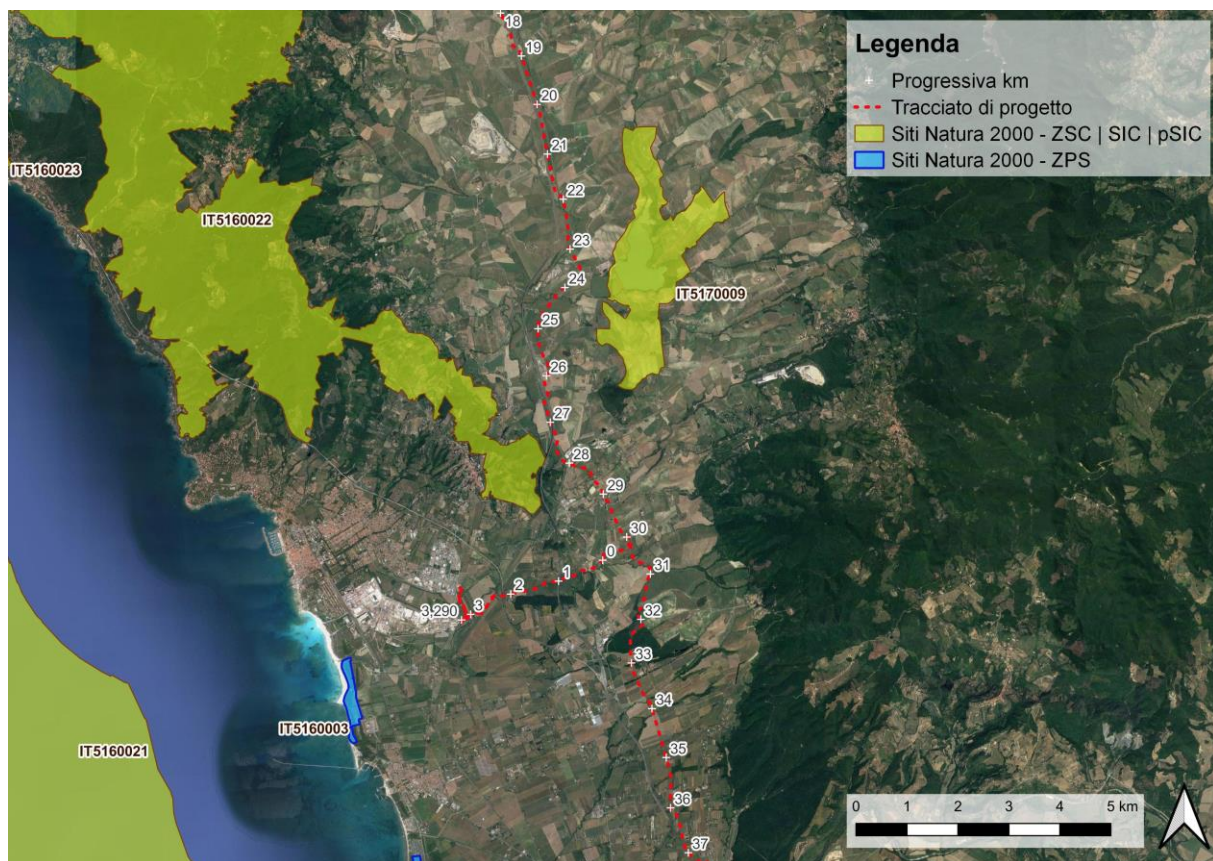 Legenda
Progressiva km
Tracciato di progetto
Siti Natura 2000 - ZSC | SIC | pSIC
Siti Natura 2000 - ZPS
18
19
20
21
IT5160023
22
IT5160022
23
24
IT5170009
25
26
27
28
29
30
0
31
1
2
3
3,290
32
33
34
IT5160003
IT5160021
35
36
37
0 1 2 3 4 5 km